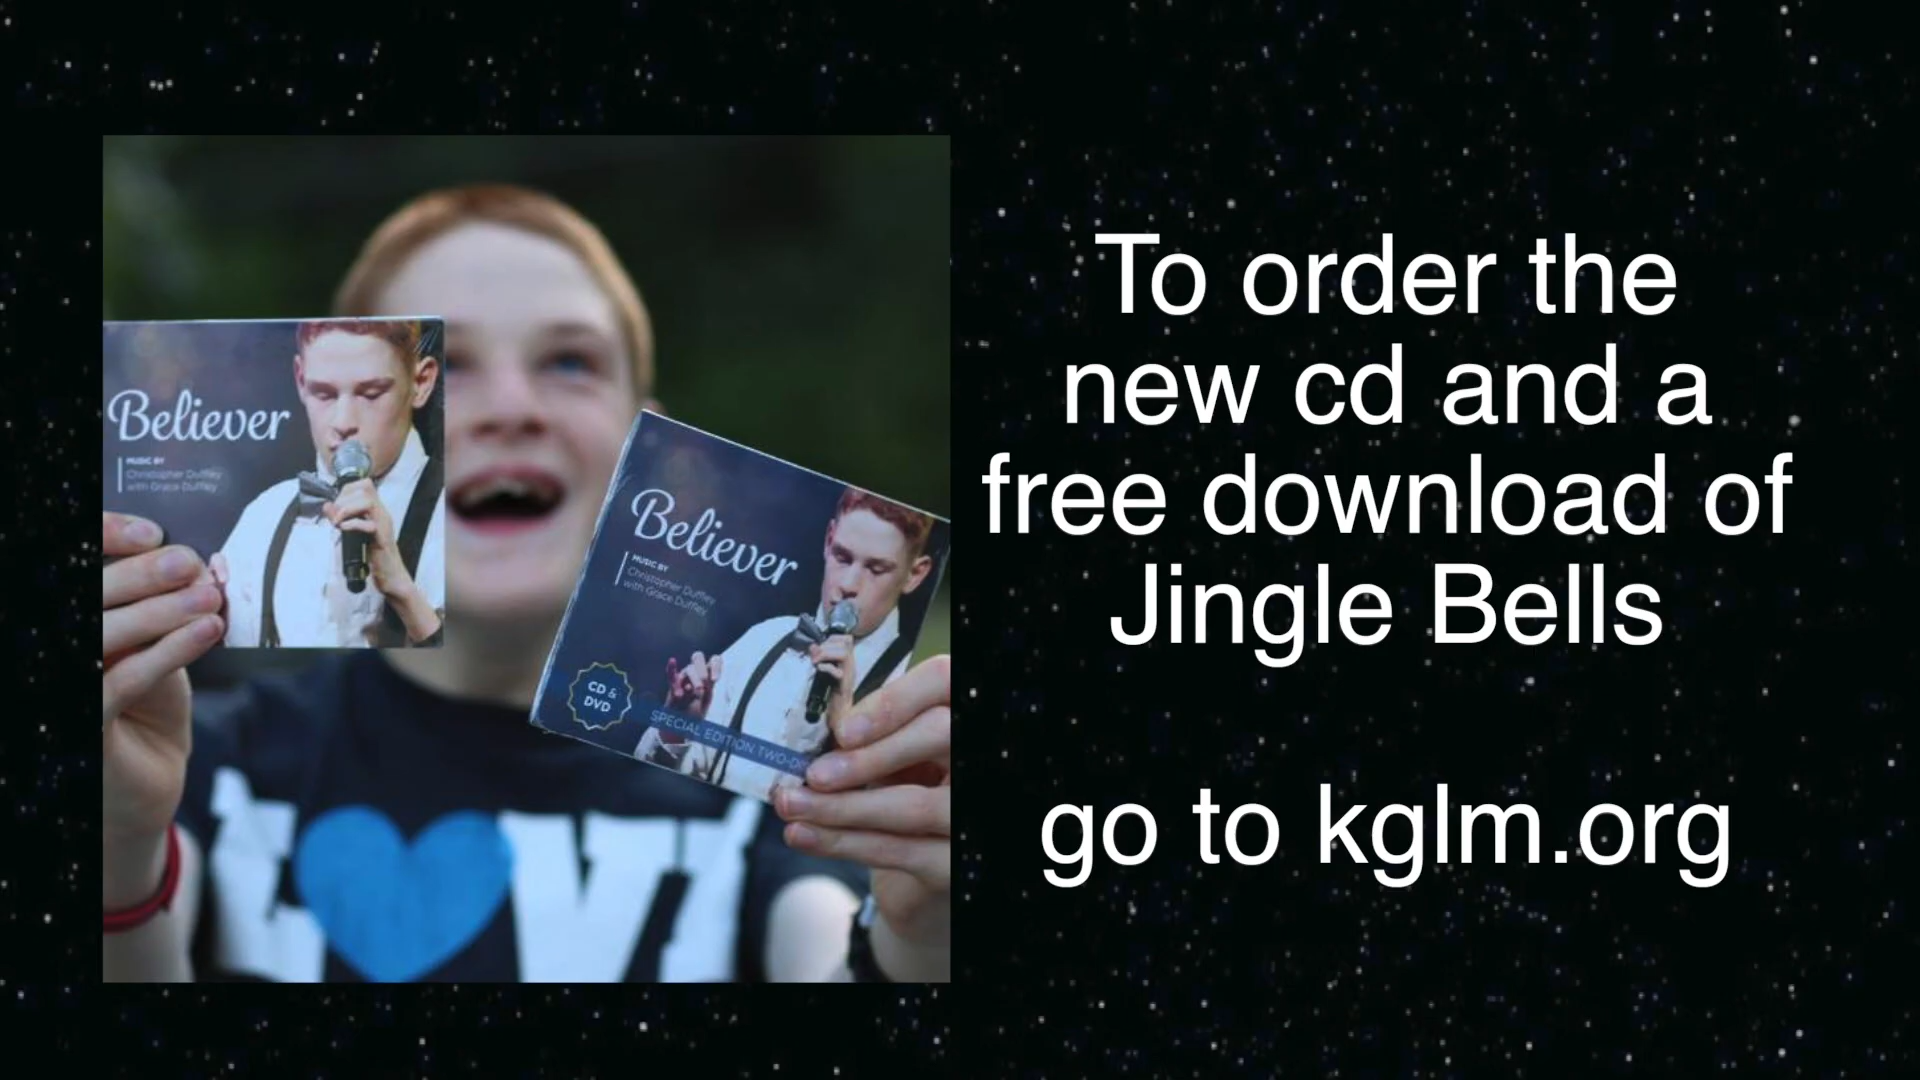 Believer
MUSIC BY
Christopher Duffley
with Grace Duffley
Believer
MUSIC BY
Christopher Duffley
with Grace Duffley
CD &
DVD
SPECIAL EDITION
To order the
new cd and a
free download of
Jingle Bells
go to kglm.org